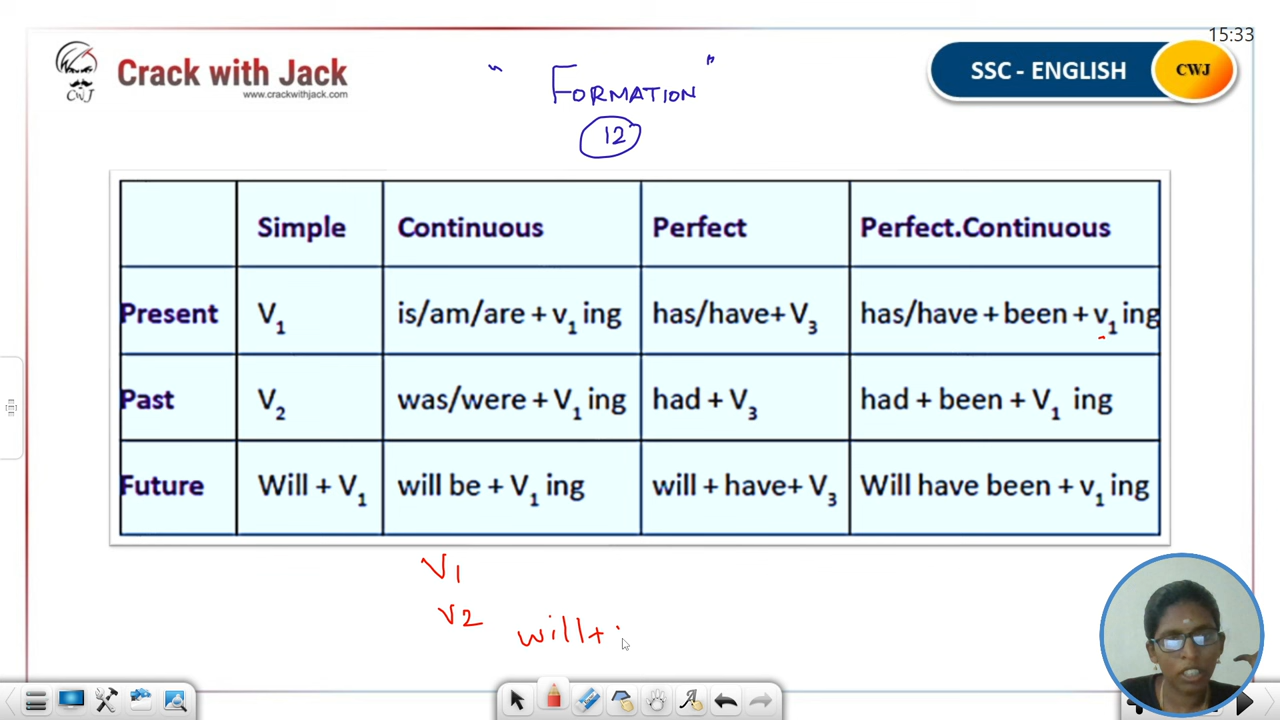 15:33
Crack with Jack
www.crackwithjack.com
CWJ
SSC - ENGLISH
CWJ
" FORMATION "
12
Simple Continuous Perfect Perfect.Continuous
Present V₁ is/am/are + v₁ ing has/have+ V₃ has/have + been + v₁ ing
Past V₂ was/were + V₁ ing had + V₃ had + been + V₁ ing
Future Will + V₁ will be + V₁ ing will + have+ V₃ Will have been + v₁ ing
V1
V2
will+